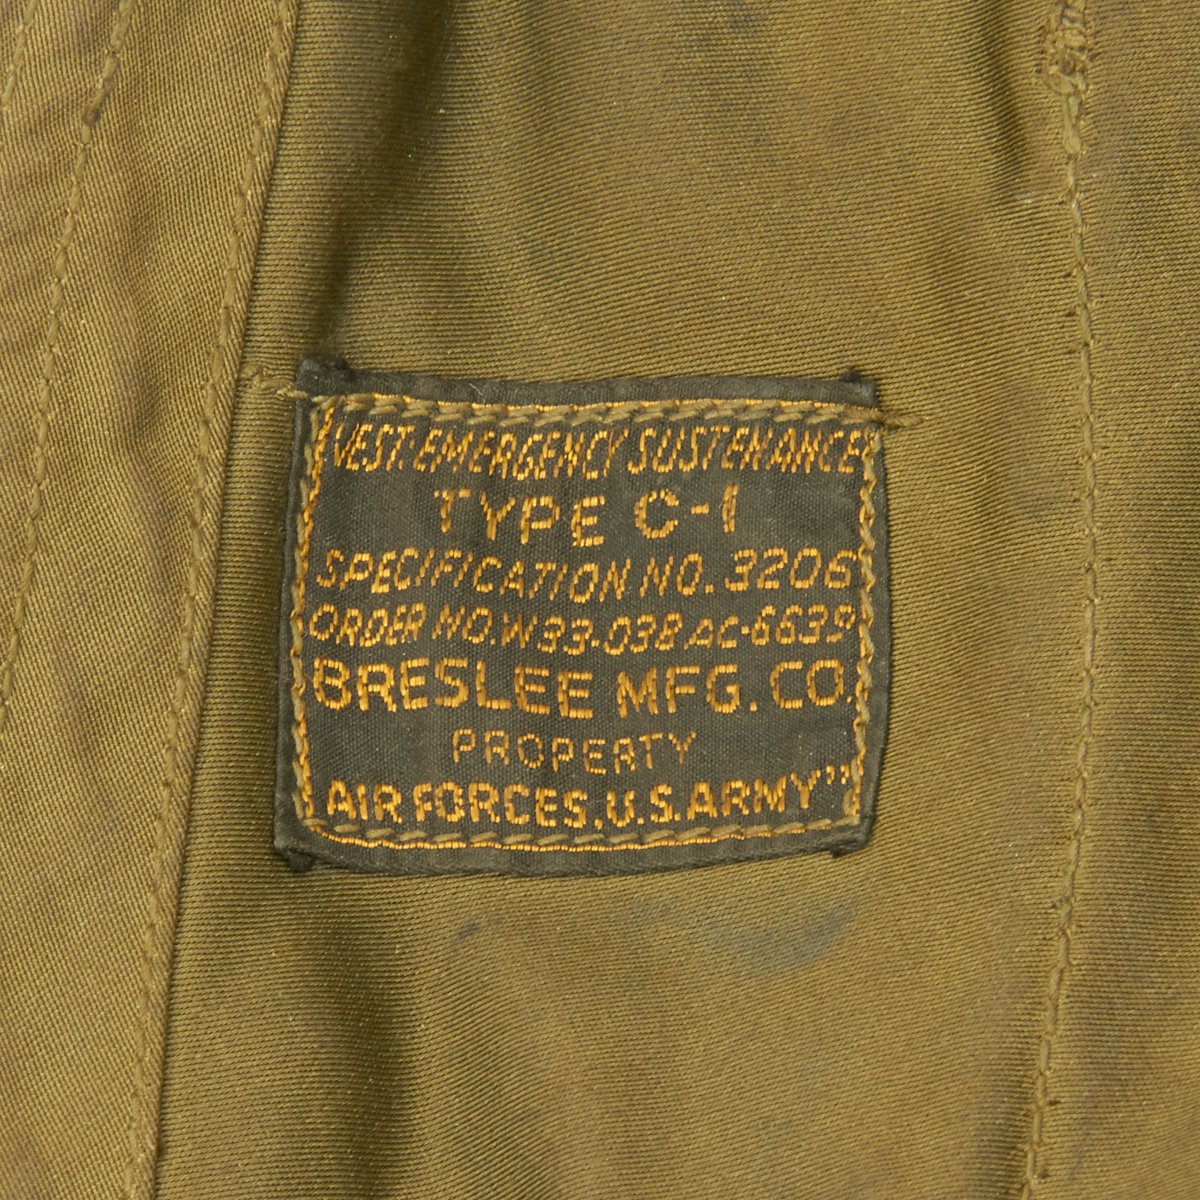 VEST-EMERGENCY SUSTENANCE
TYPE C-1
SPECIFICATION NO. 3206
ORDER NO. W33-038 AC-6639
BRESLEE MFG. CO.
PROPERTY
AIR FORCES, U.S. ARMY"